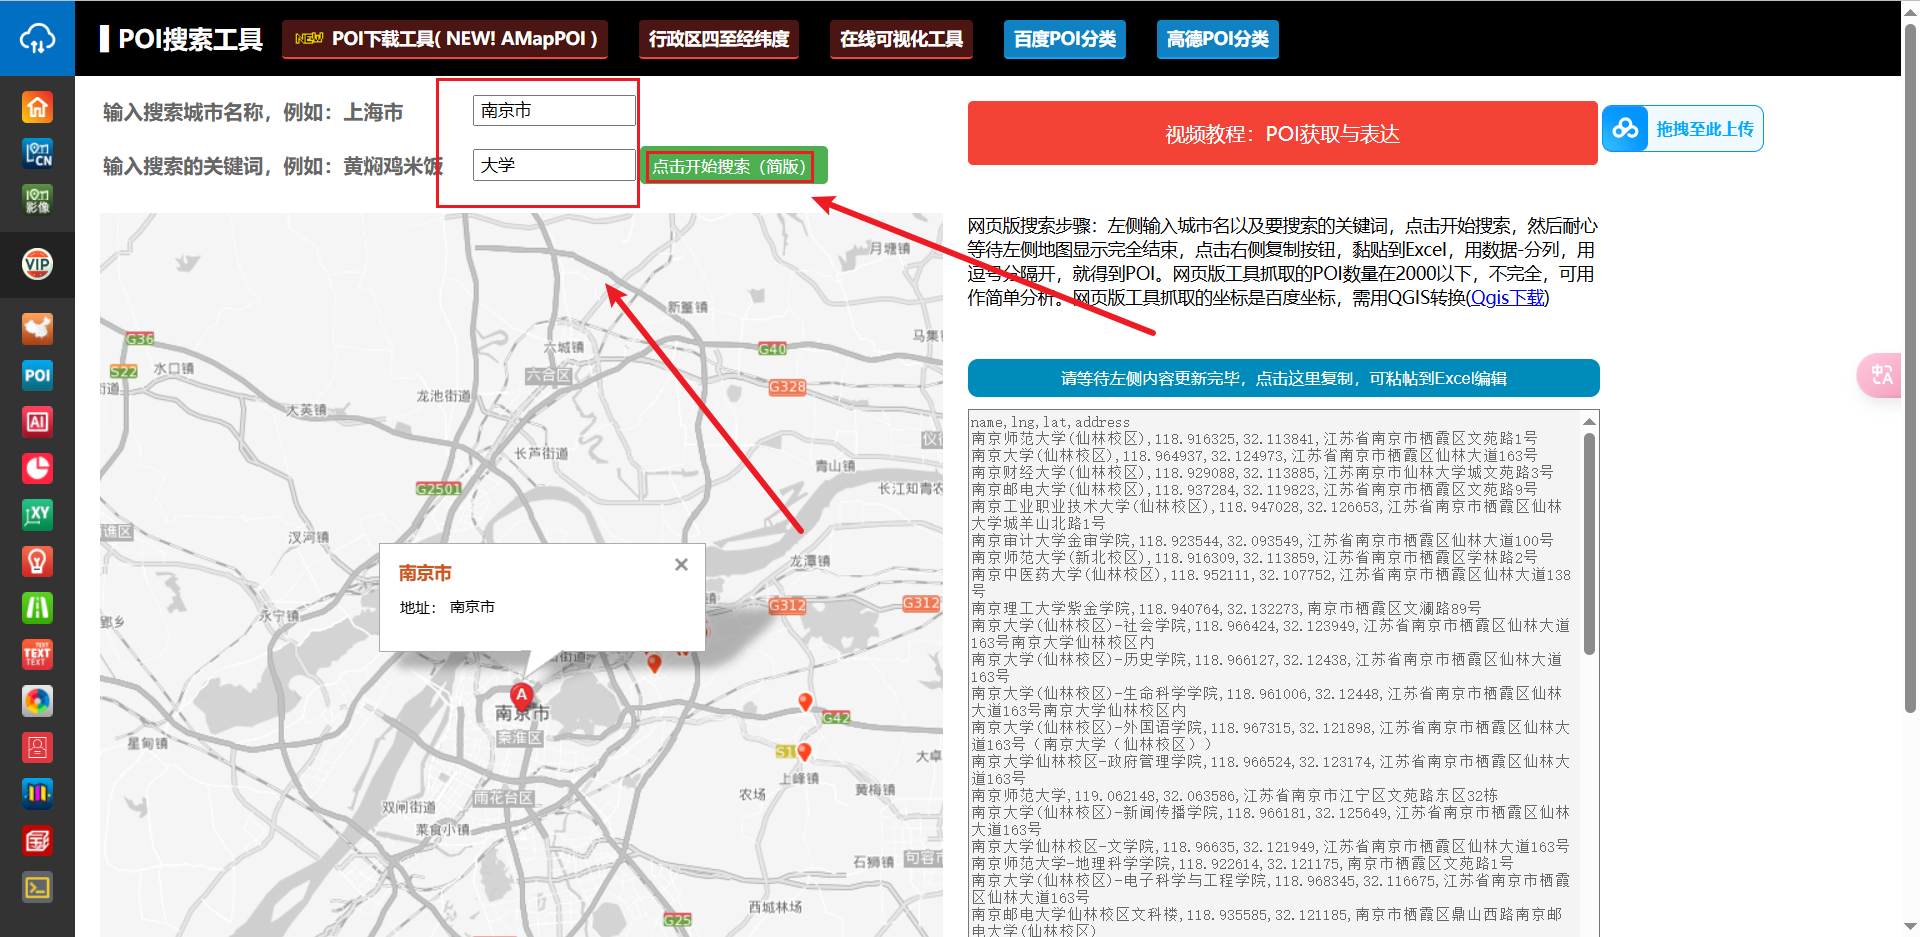 POI搜索工具
NEW POI下载工具( NEW! AMapPOI )
行政区四至经纬度
在线可视化工具
百度POI分类
高德POI分类
输入搜索城市名称，例如：上海市
南京市
输入搜索的关键词，例如：黄焖鸡米饭
大学
点击开始搜索（简版）
视频教程：POI获取与表达
拖拽至此上传
网页版搜索步骤：左侧输入城市名以及要搜索的关键词，点击开始搜索，然后耐心
等待左侧地图显示完全结束，点击右侧复制按钮，黏贴到Excel，用数据-分列，用
逗号分隔开，就得到POI。网页版工具抓取的POI数量在2000以下，不完全，可用
作简单分析。网页版工具抓取的坐标是百度坐标，需用QGIS转换(Qgis下载)
请等待左侧内容更新完毕，点击这里复制，可粘帖到Excel编辑
name,lng,lat,address
南京师范大学(仙林校区),118.916325,32.113841,江苏省南京市栖霞区文苑路1号
南京大学(仙林校区),118.964937,32.124973,江苏省南京市栖霞区仙林大道163号
南京财经大学(仙林校区),118.929088,32.113885,江苏南京市仙林大学城文苑路3号
南京邮电大学(仙林校区),118.937284,32.119823,江苏省南京市栖霞区文苑路9号
南京工业职业技术大学(仙林校区),118.947028,32.126653,江苏省南京市栖霞区仙林
大学城羊山北路1号
南京审计大学金审学院,118.923544,32.093549,江苏省南京市栖霞区仙林大道100号
南京师范大学(新北校区),118.916309,32.113859,江苏省南京市栖霞区学林路2号
南京中医药大学(仙林校区),118.952111,32.107752,江苏省南京市栖霞区仙林大道138
号
南京理工大学紫金学院,118.940764,32.132273,南京市栖霞区文澜路89号
南京大学(仙林校区)-社会学院,118.966424,32.123949,江苏省南京市栖霞区仙林大道
163号南京大学仙林校区内
南京大学(仙林校区)-历史学院,118.966127,32.12438,江苏省南京市栖霞区仙林大道
163号
南京大学(仙林校区)-生命科学学院,118.961006,32.12448,江苏省南京市栖霞区仙林
大道163号南京大学仙林校区内
南京大学(仙林校区)-外国语学院,118.967315,32.121898,江苏省南京市栖霞区仙林大
道163号（南京大学（仙林校区））
南京大学仙林校区-政府管理学院,118.966524,32.123174,江苏省南京市栖霞区仙林大
道163号
南京师范大学,119.062148,32.063586,江苏省南京市江宁区文苑路东区32栋
南京大学(仙林校区)-新闻传播学院,118.966181,32.125649,江苏省南京市栖霞区仙林
大道163号
南京大学仙林校区-文学院,118.96635,32.121949,江苏省南京市栖霞区仙林大道163号
南京师范大学-地理科学学院,118.922614,32.121175,南京市栖霞区文苑路1号
南京大学(仙林校区)-电子科学与工程学院,118.968345,32.116675,江苏省南京市栖霞
区仙林大道163号
南京邮电大学仙林校区文科楼,118.935585,32.121185,南京市栖霞区鼎山西路南京邮
电大学(仙林校区)
CN
影像
VIP
POI
AI
XY
TEXT
TEXT
TEXT
月塘镇
新篁镇
马集
G36
六城镇
G40
S22
水口镇
六合区
G328
街道
龙池街道
大英镇
仪
长芦街道
青山镇
G2501
长江知青农
谯区
汊河镇
龙潭镇
南京市
地址： 南京市
永宁镇
镇
G312
G312
鄌乡
街道
A
南京市
G42
秦淮区
星甸镇
S1
大卓
上峰镇
农场
黄梅镇
雨花台区
双闸街道
莱食小镇
石狮镇
句容市
西城林场
G25